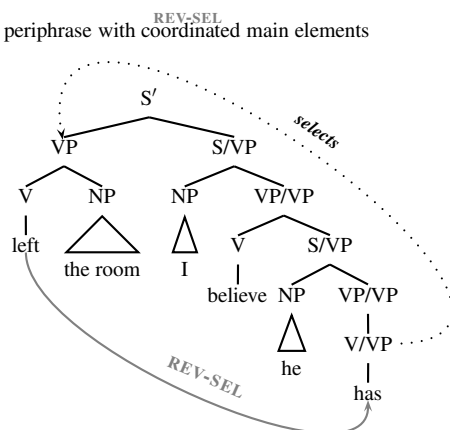 REV-SEL
periphrase with coordinated main elements
S′
selects
VP S/VP
V NP NP VP/VP
left the room I V S/VP
believe NP VP/VP
he V/VP
REV-SEL
has